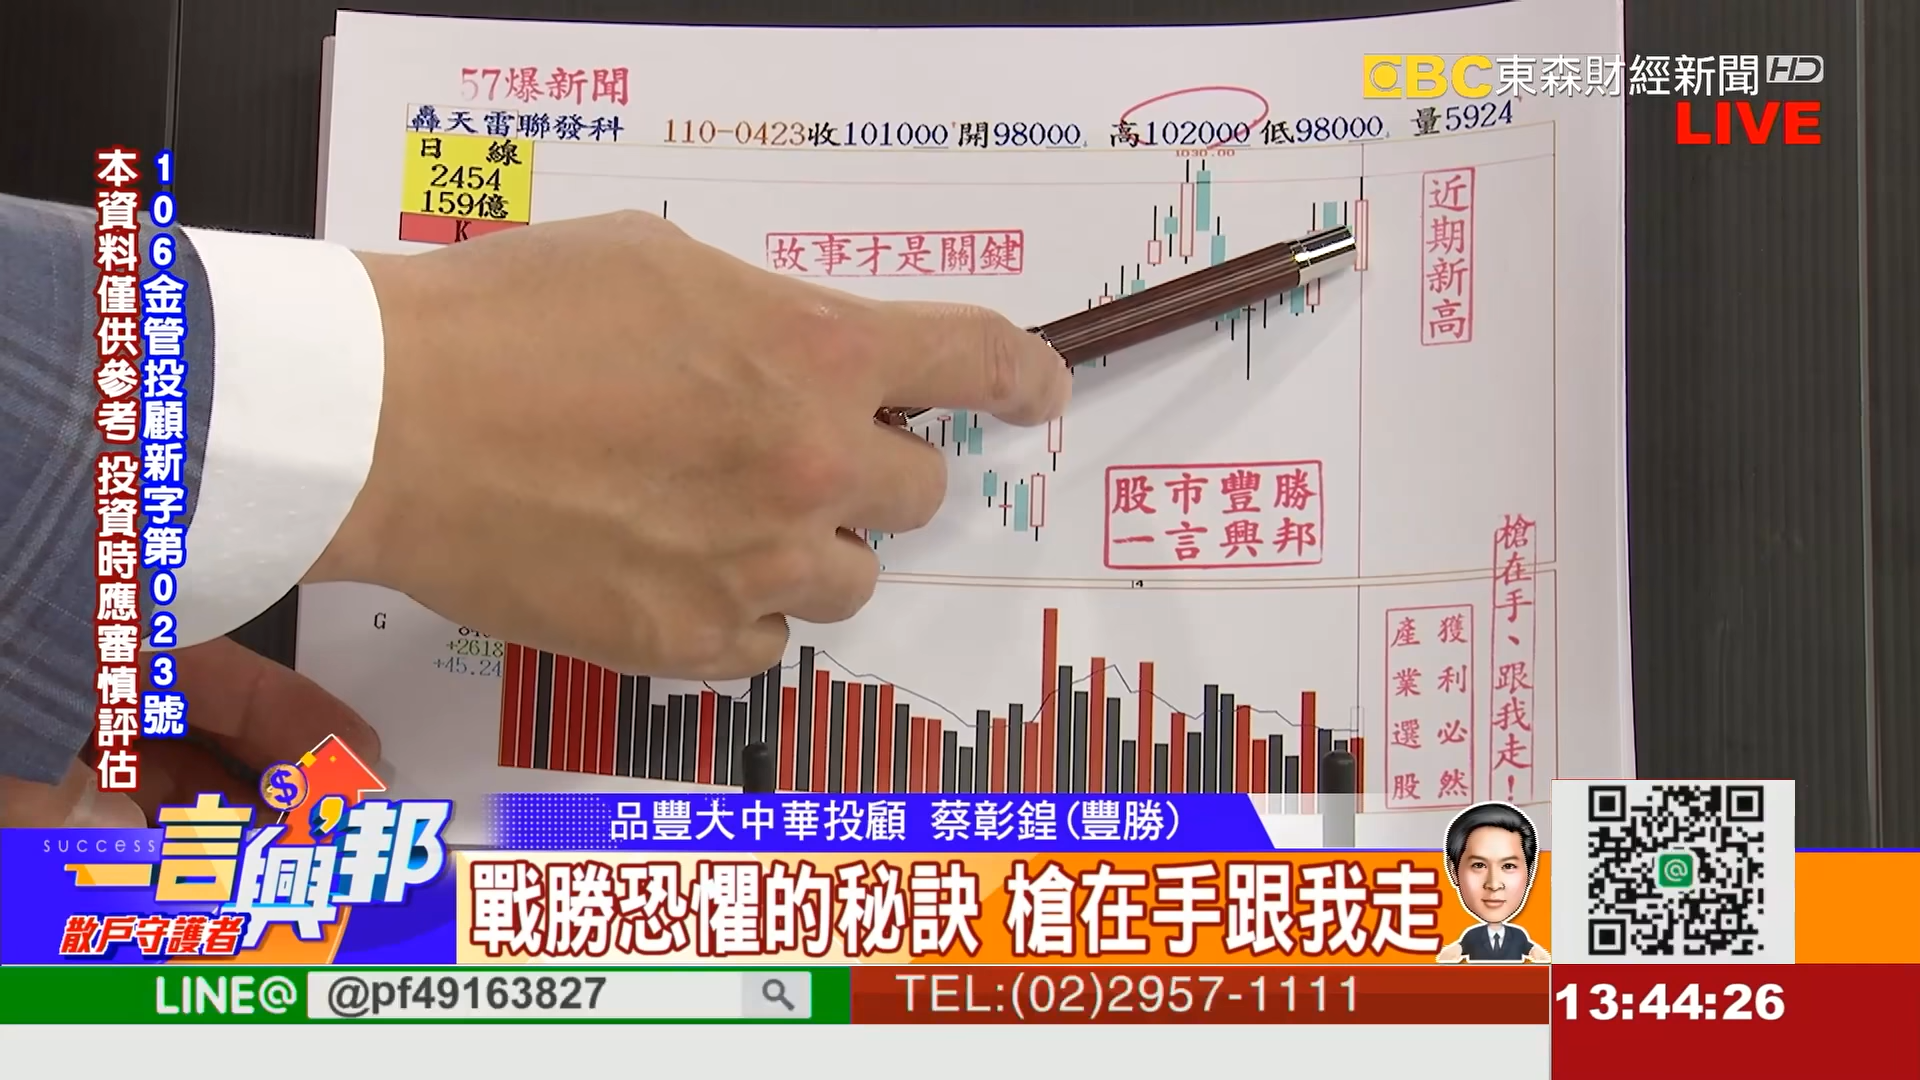 57爆新聞
EBC東森財經新聞HD
LIVE
轟天雷聯發科 110-0423收101000 開98000 高102000 低98000 量5924
1030.00
日 線
2454
159億
K
故事才是關鍵
近期新高
股市豐勝
一言興邦
槍在手、跟我走!
獲利必然
產業選股
4
G
+2618
+45.24
106金管投顧新字第023號
本資料僅供參考 投資時應審慎評估
success
一言興邦
散戶守護者
品豐大中華投顧 蔡彰鍠(豐勝)
戰勝恐懼的秘訣 槍在手跟我走
LINE@ @pf49163827
TEL:(02)2957-1111
13:44:26